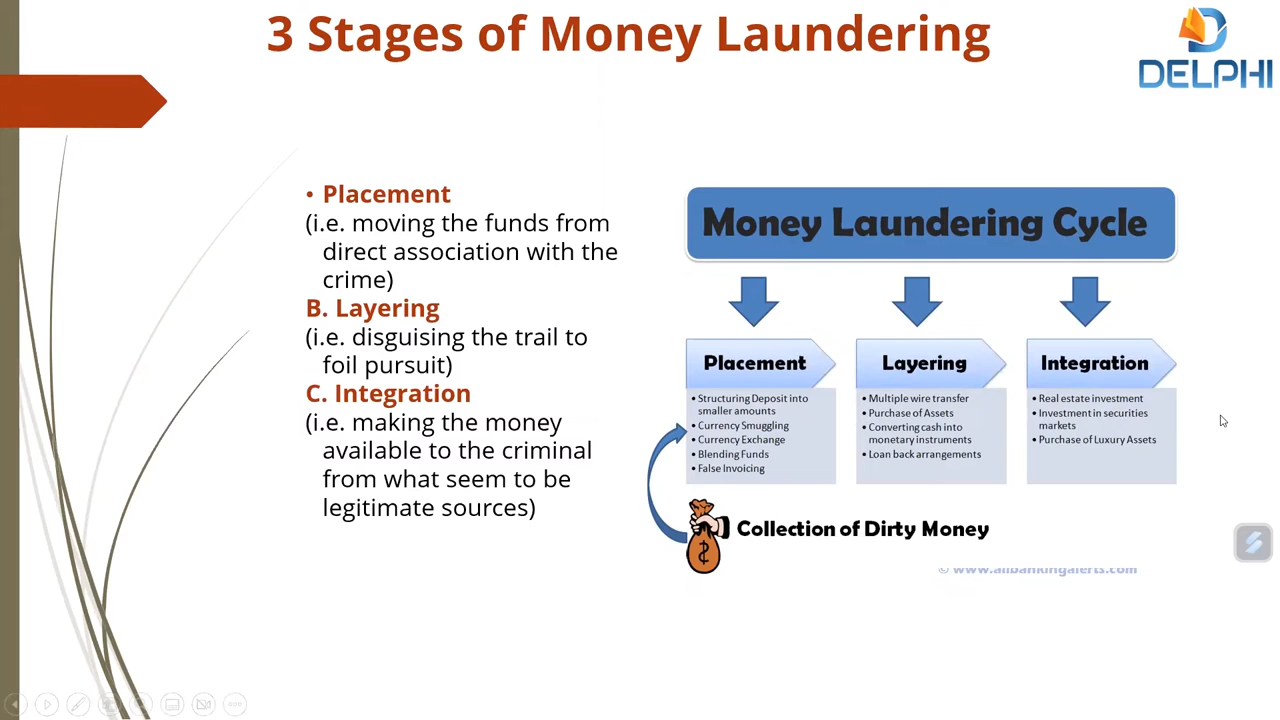 3 Stages of Money Laundering
DELPHI
• Placement
(i.e. moving the funds from
direct association with the
crime)
B. Layering
(i.e. disguising the trail to
foil pursuit)
C. Integration
(i.e. making the money
available to the criminal
from what seem to be
legitimate sources)
Money Laundering Cycle
Placement
• Structuring Deposit into
smaller amounts
• Currency Smuggling
• Currency Exchange
• Blending Funds
• False Invoicing
Layering
• Multiple wire transfer
• Purchase of Assets
• Converting cash into
monetary instruments
• Loan back arrangements
Integration
• Real estate investment
• Investment in securities
markets
• Purchase of Luxury Assets
Collection of Dirty Money
© www.allbankingalerts.com